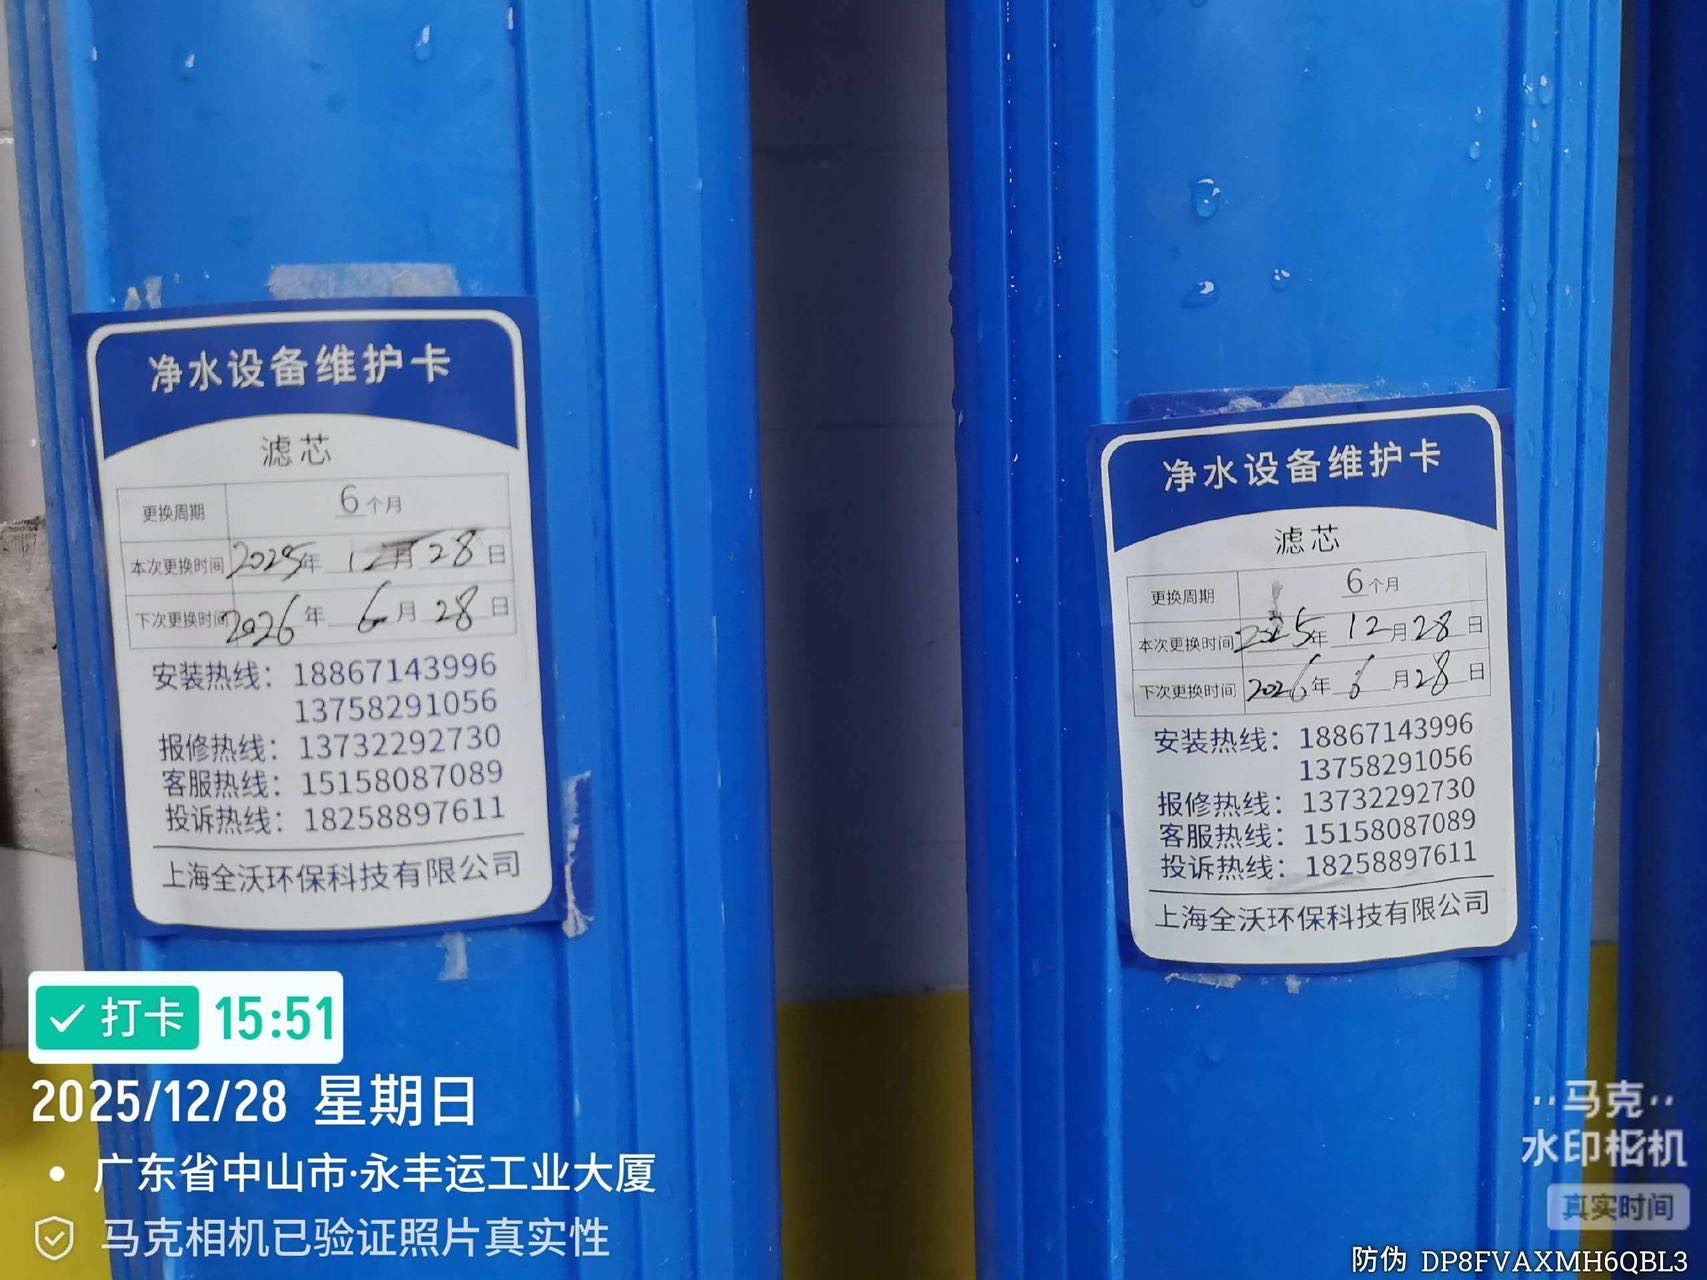 净水设备维护卡
滤芯
更换周期 6个月
本次更换时间 2025年 12月 28日
下次更换时间 2026年 6月 28日
安装热线：18867143996
13758291056
报修热线：13732292730
客服热线：15158087089
投诉热线：18258897611
上海全沃环保科技有限公司
净水设备维护卡
滤芯
更换周期 6个月
本次更换时间 2025年 12月 28日
下次更换时间 2026年 6月 28日
安装热线：18867143996
13758291056
报修热线：13732292730
客服热线：15158087089
投诉热线：18258897611
上海全沃环保科技有限公司
打卡 15:51
2025/12/28 星期日
广东省中山市·永丰运工业大厦
马克相机已验证照片真实性
马克
水印相机
真实时间
防伪 DP8FVAXMH6QBL3